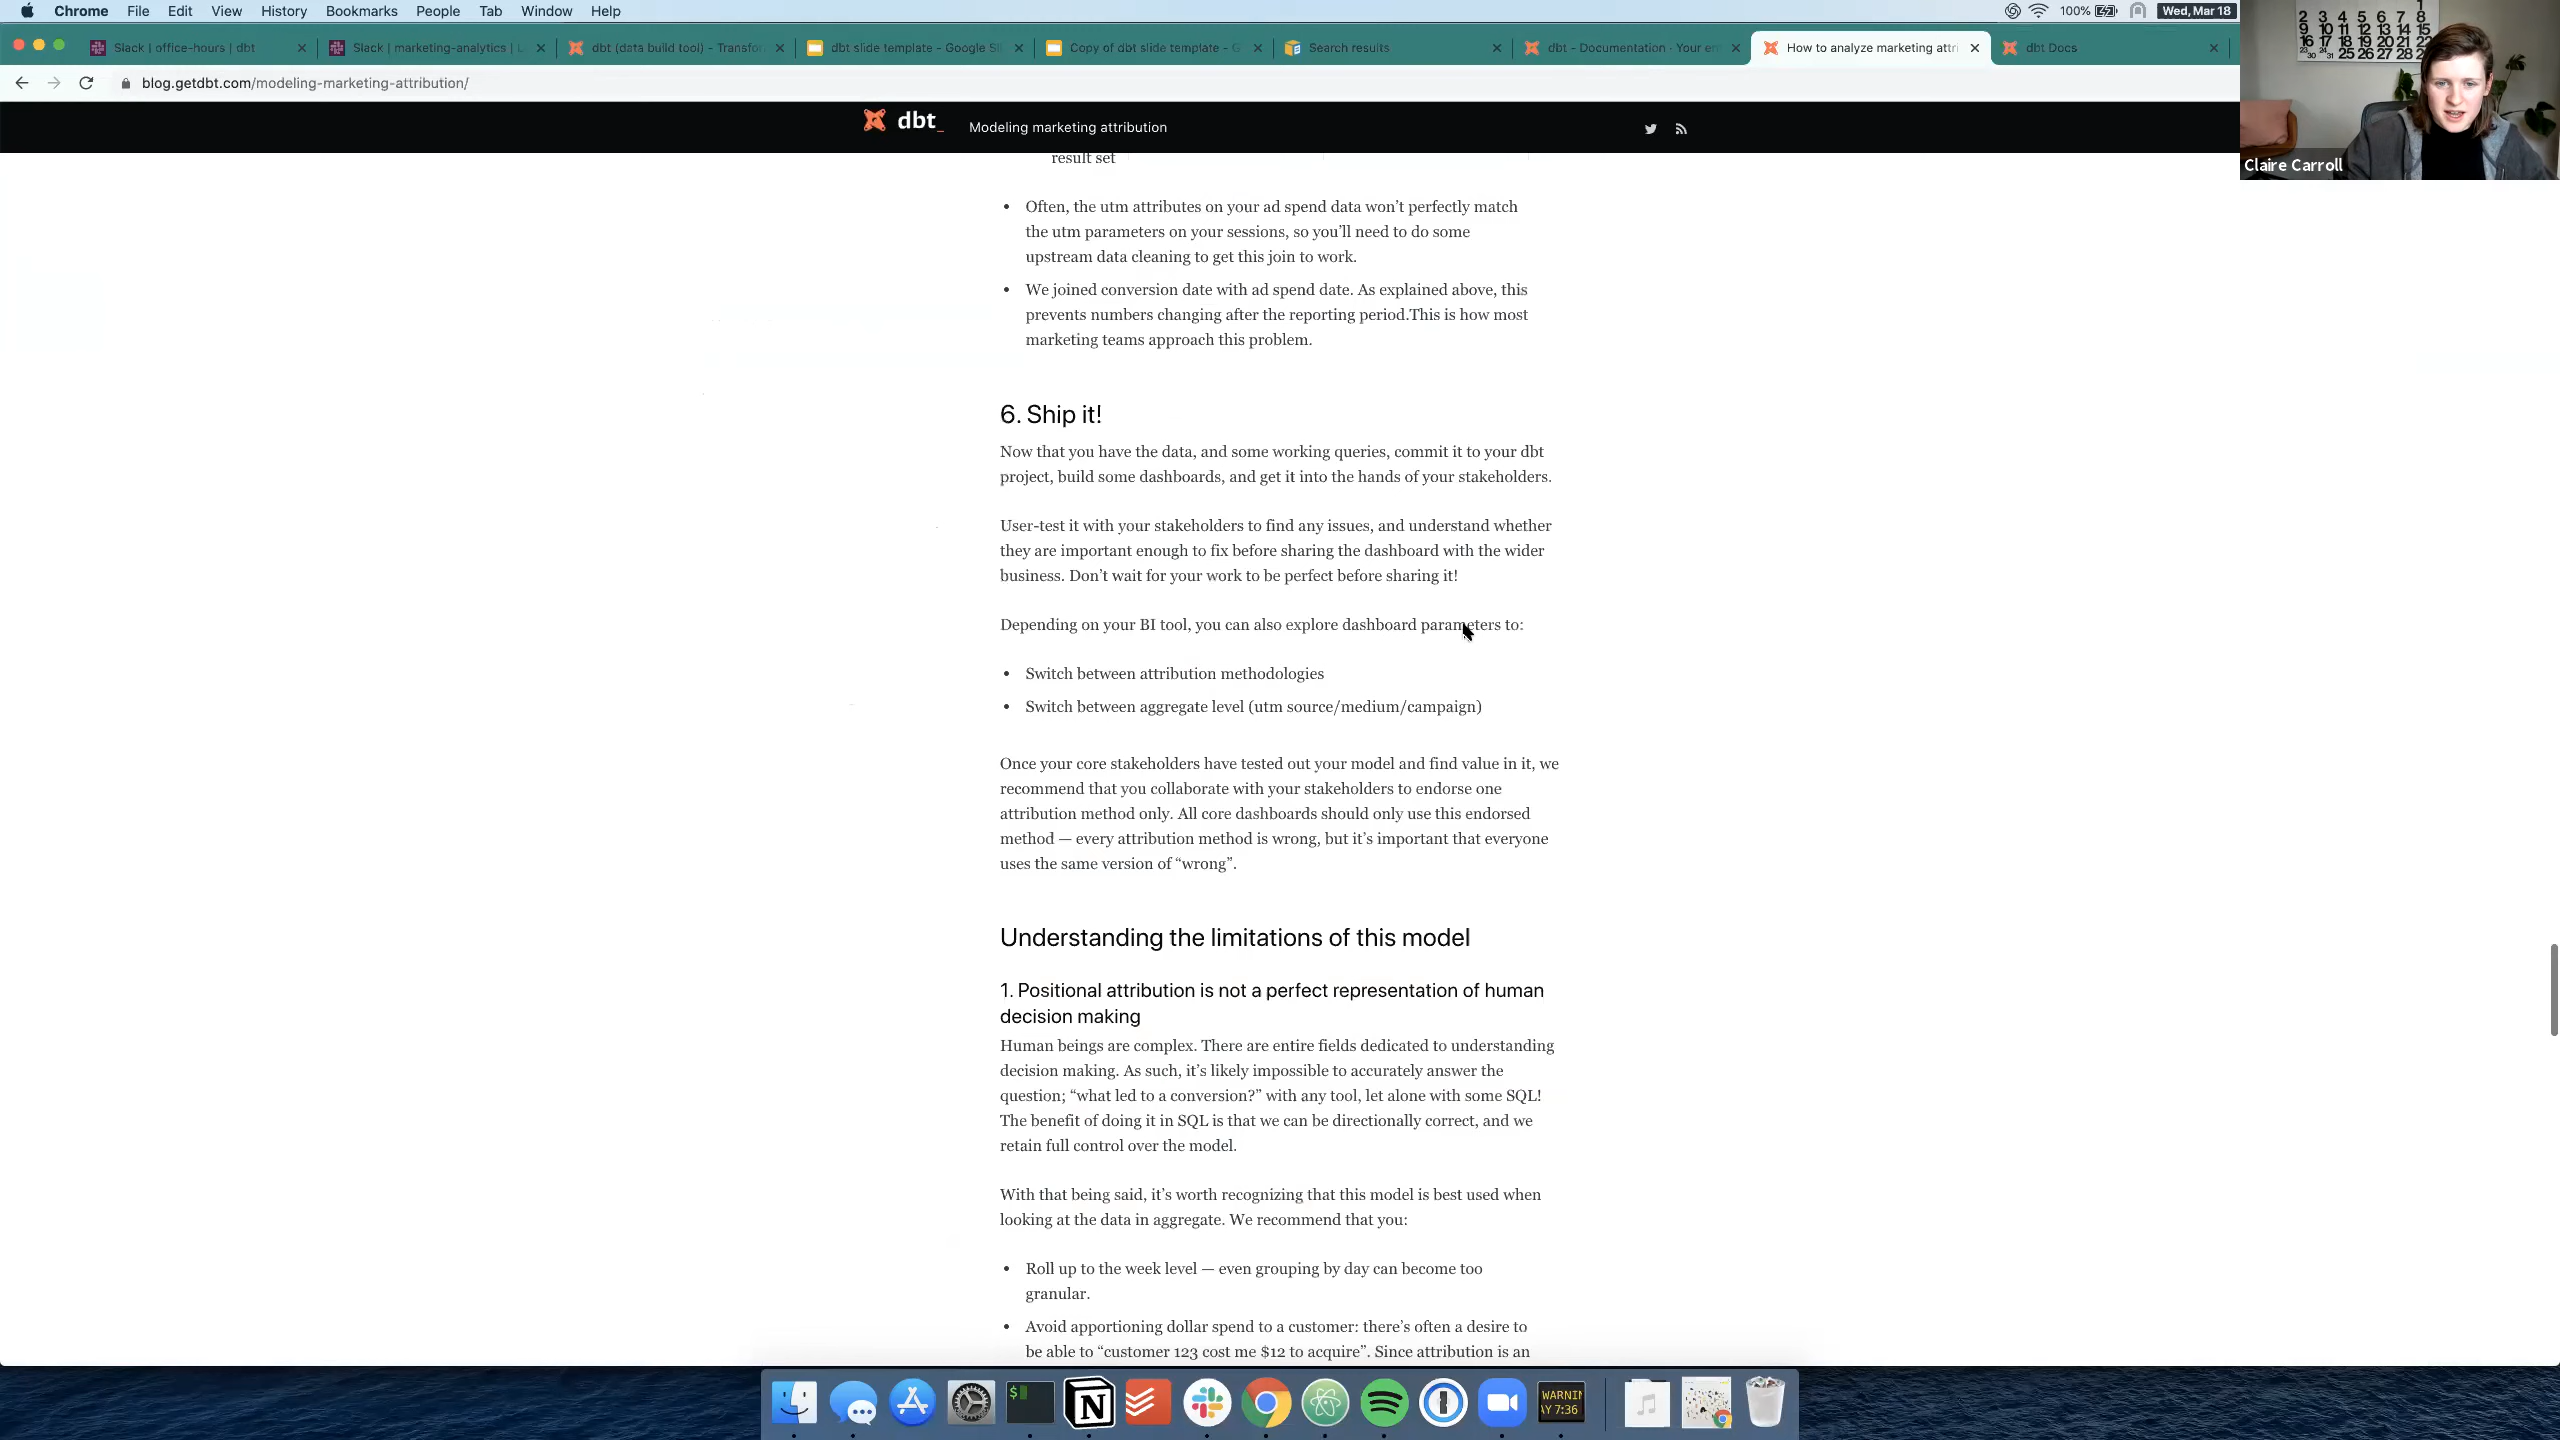 Chrome File Edit View History Bookmarks People Tab Window Help
100% Wed, Mar 18
Slack | office-hours | dbt
Slack | marketing-analytics | L
dbt (data build tool) - Transfor
dbt slide template - Google Sli
Copy of dbt slide template - G
Search results
dbt - Documentation · Your en
How to analyze marketing attri
dbt Docs
blog.getdbt.com/modeling-marketing-attribution/
Claire Carroll
dbt_ Modeling marketing attribution
result set
• Often, the utm attributes on your ad spend data won’t perfectly match
the utm parameters on your sessions, so you’ll need to do some
upstream data cleaning to get this join to work.
• We joined conversion date with ad spend date. As explained above, this
prevents numbers changing after the reporting period.This is how most
marketing teams approach this problem.
6. Ship it!
Now that you have the data, and some working queries, commit it to your dbt
project, build some dashboards, and get it into the hands of your stakeholders.
User-test it with your stakeholders to find any issues, and understand whether
they are important enough to fix before sharing the dashboard with the wider
business. Don’t wait for your work to be perfect before sharing it!
Depending on your BI tool, you can also explore dashboard parameters to:
• Switch between attribution methodologies
• Switch between aggregate level (utm source/medium/campaign)
Once your core stakeholders have tested out your model and find value in it, we
recommend that you collaborate with your stakeholders to endorse one
attribution method only. All core dashboards should only use this endorsed
method — every attribution method is wrong, but it’s important that everyone
uses the same version of “wrong”.
Understanding the limitations of this model
1. Positional attribution is not a perfect representation of human
decision making
Human beings are complex. There are entire fields dedicated to understanding
decision making. As such, it’s likely impossible to accurately answer the
question; “what led to a conversion?” with any tool, let alone with some SQL!
The benefit of doing it in SQL is that we can be directionally correct, and we
retain full control over the model.
With that being said, it’s worth recognizing that this model is best used when
looking at the data in aggregate. We recommend that you:
• Roll up to the week level — even grouping by day can become too
granular.
• Avoid apportioning dollar spend to a customer: there’s often a desire to
be able to “customer 123 cost me $12 to acquire”. Since attribution is an
WARNIN
AY 7:36